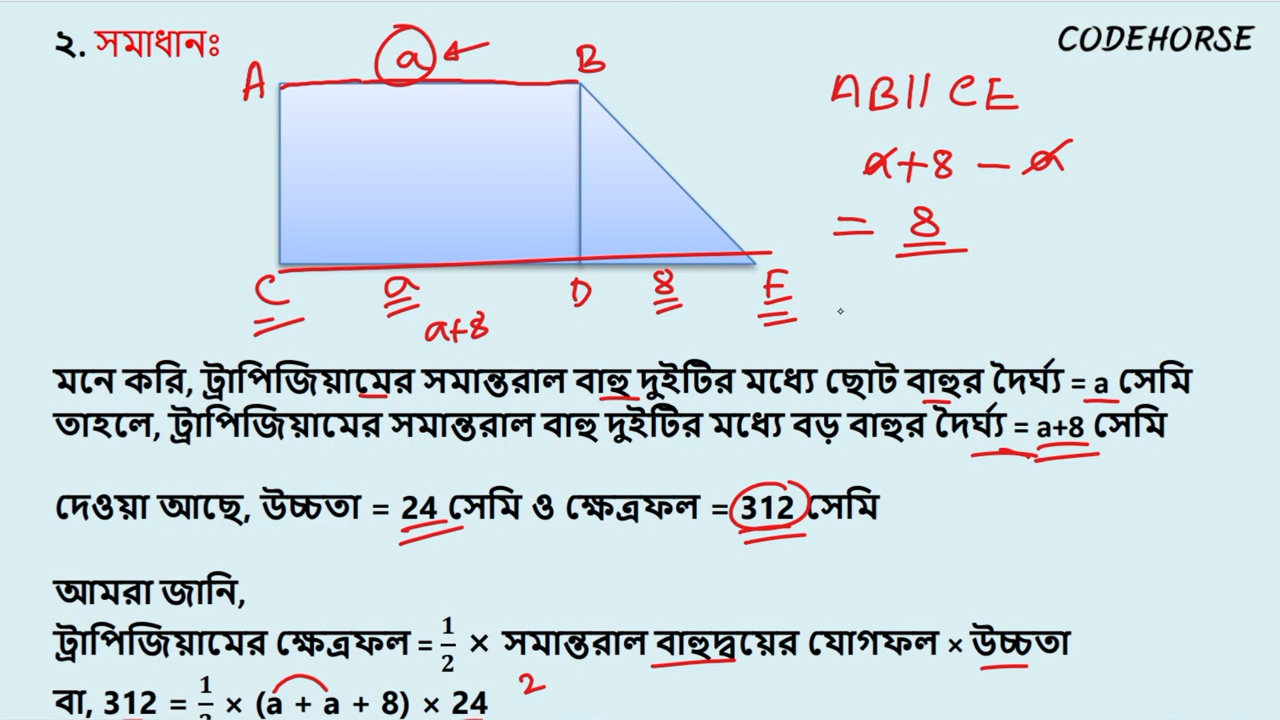 ২. সমাধানঃ
CODEHORSE
a
A
B
AB || CE
a+8 - a
= 8
C
a
D
8
E
a+8
মনে করি, ট্রাপিজিয়ামের সমান্তরাল বাহু দুইটির মধ্যে ছোট বাহুর দৈর্ঘ্য = a সেমি
তাহলে, ট্রাপিজিয়ামের সমান্তরাল বাহু দুইটির মধ্যে বড় বাহুর দৈর্ঘ্য = a+8 সেমি
দেওয়া আছে, উচ্চতা = 24 সেমি ও ক্ষেত্রফল = 312 সেমি
আমরা জানি,
ট্রাপিজিয়ামের ক্ষেত্রফল = 1/2 × সমান্তরাল বাহুদ্বয়ের যোগফল × উচ্চতা
বা, 312 = 1/2 × (a + a + 8) × 24
2